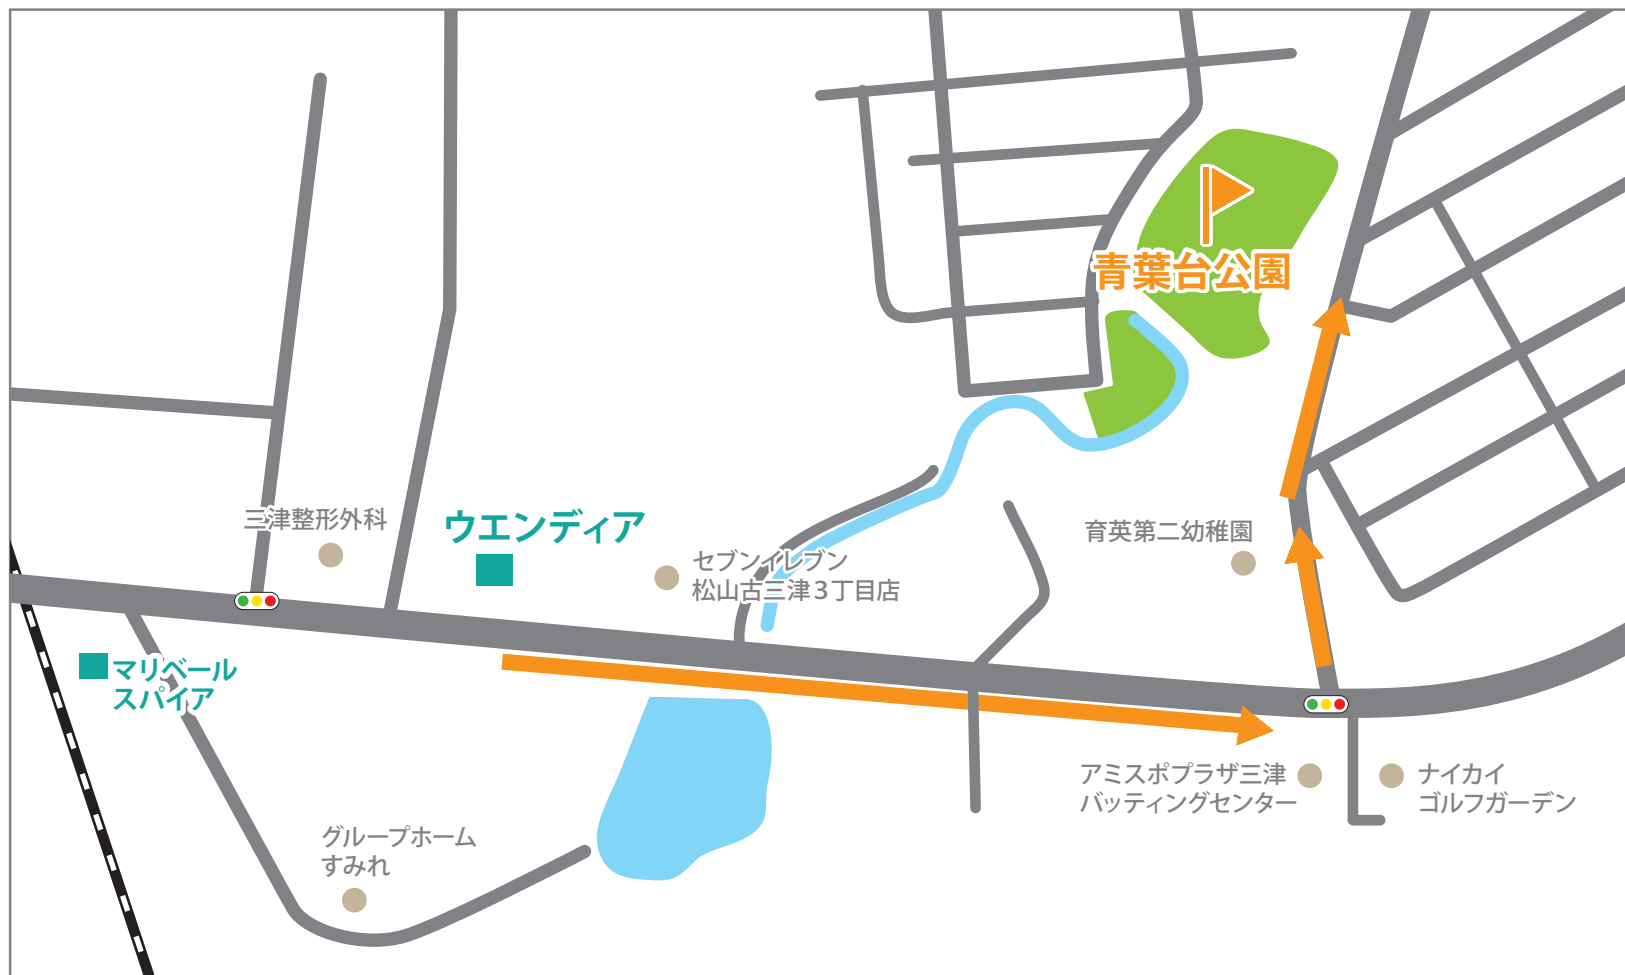 青葉台公園
三津整形外科
ウエンディア
セブンイレブン
松山古三津3丁目店
育英第二幼稚園
マリベール
スパイア
アミスポプラザ三津
バッティングセンター
ナイカイ
ゴルフガーデン
グループホーム
すみれ